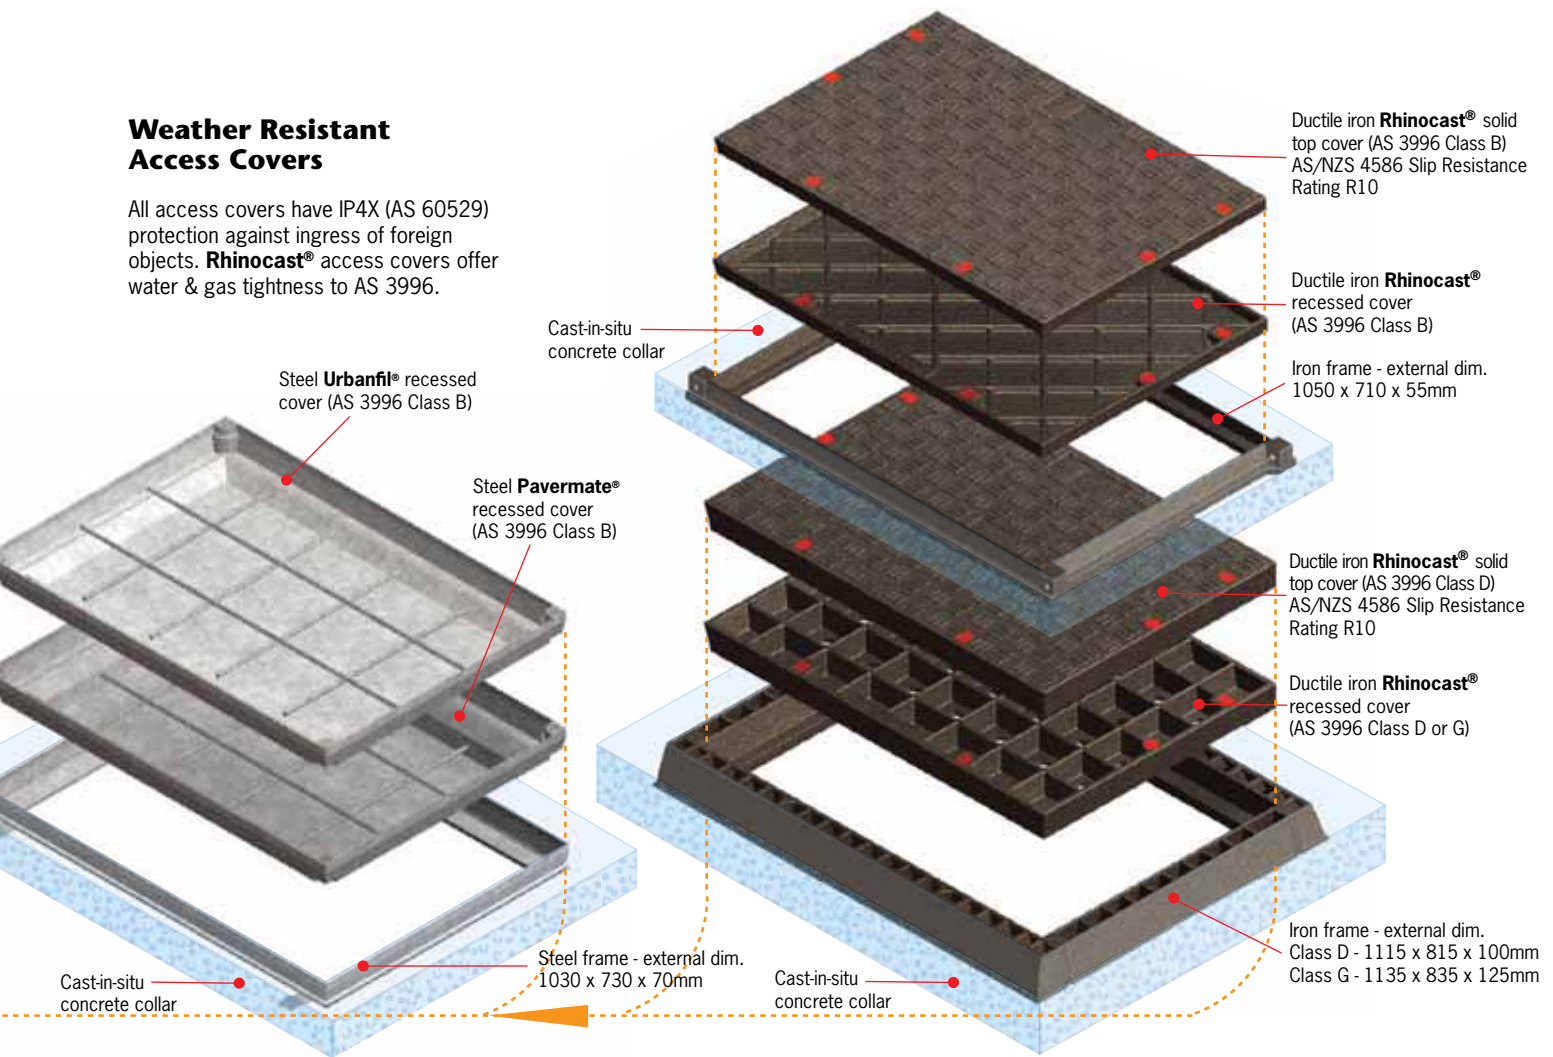 Weather Resistant
Access Covers
All access covers have IP4X (AS 60529)
protection against ingress of foreign
objects. Rhinocast® access covers offer
water & gas tightness to AS 3996.
Steel Urbanfil® recessed
cover (AS 3996 Class B)
Steel Pavermate®
recessed cover
(AS 3996 Class B)
Steel frame - external dim.
1030 x 730 x 70mm
Cast-in-situ
concrete collar
Cast-in-situ
concrete collar
Ductile iron Rhinocast® solid
top cover (AS 3996 Class B)
AS/NZS 4586 Slip Resistance
Rating R10
Ductile iron Rhinocast®
recessed cover
(AS 3996 Class B)
Iron frame - external dim.
1050 x 710 x 55mm
Ductile iron Rhinocast® solid
top cover (AS 3996 Class D)
AS/NZS 4586 Slip Resistance
Rating R10
Ductile iron Rhinocast®
recessed cover
(AS 3996 Class D or G)
Iron frame - external dim.
Class D - 1115 x 815 x 100mm
Class G - 1135 x 835 x 125mm
Cast-in-situ
concrete collar